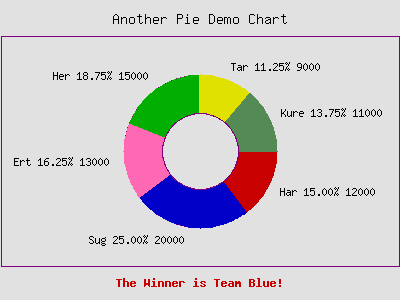 Another Pie Demo Chart
Tar 11.25% 9000
Her 18.75% 15000
Kure 13.75% 11000
Ert 16.25% 13000
Har 15.00% 12000
Sug 25.00% 20000
The Winner is Team Blue!